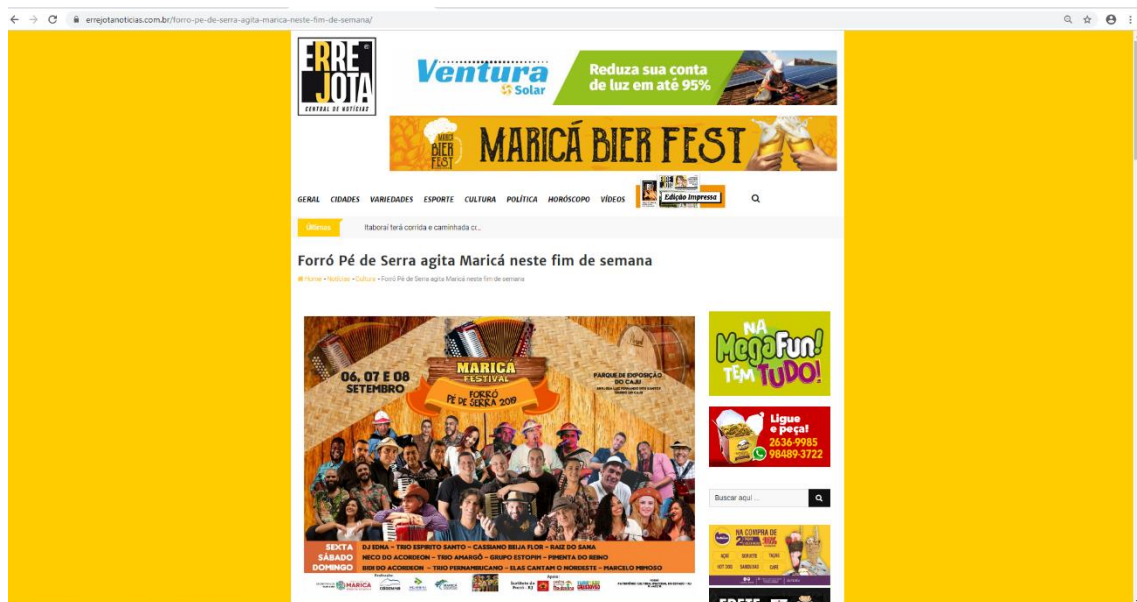 errejotanoticias.com.br/forro-pe-de-serra-agita-marica-neste-fim-de-semana/
ERRE JOTA
CENTRAL DE NOTÍCIAS
Ventura
Solar
Reduza sua conta
de luz em até 95%
MARICÁ
BIER
FEST
MARICÁ BIER FEST
GERAL CIDADES VARIEDADES ESPORTE CULTURA POLÍTICA HORÓSCOPO VÍDEOS Edição Impressa
Últimas
Itaboraí terá corrida e caminhada cr...
Forró Pé de Serra agita Maricá neste fim de semana
Home • Notícias • Cultura • Forró Pé de Serra agita Maricá neste fim de semana
06, 07 E 08
SETEMBRO
MARICÁ
FESTIVAL
FORRÓ
PÉ DE SERRA 2019
PARQUE DE EXPOSIÇÃO
DO CAJU
SEXTA DJ EDNA – TRIO ESPIRITO SANTO – CASSIANO BEIJA FLOR – RAIZ DO SANA
SÁBADO NECO DO ACORDEON – TRIO AMARGÔ – GRUPO ESTOPIM – PIMENTA DO REINO
DOMINGO BIDI DO ACORDEON – TRIO PERNAMBUCANO – ELAS CANTAM O NORDESTE – MARCELO MIMOSO
MARICÁ
NA
MegaFun!
TEM TUDO!
Ligue
e peça!
2636-9985
98489-3722
Buscar aqui ...
NA COMPRA DE
AÇAÍ
SORVETE
HOT DOG